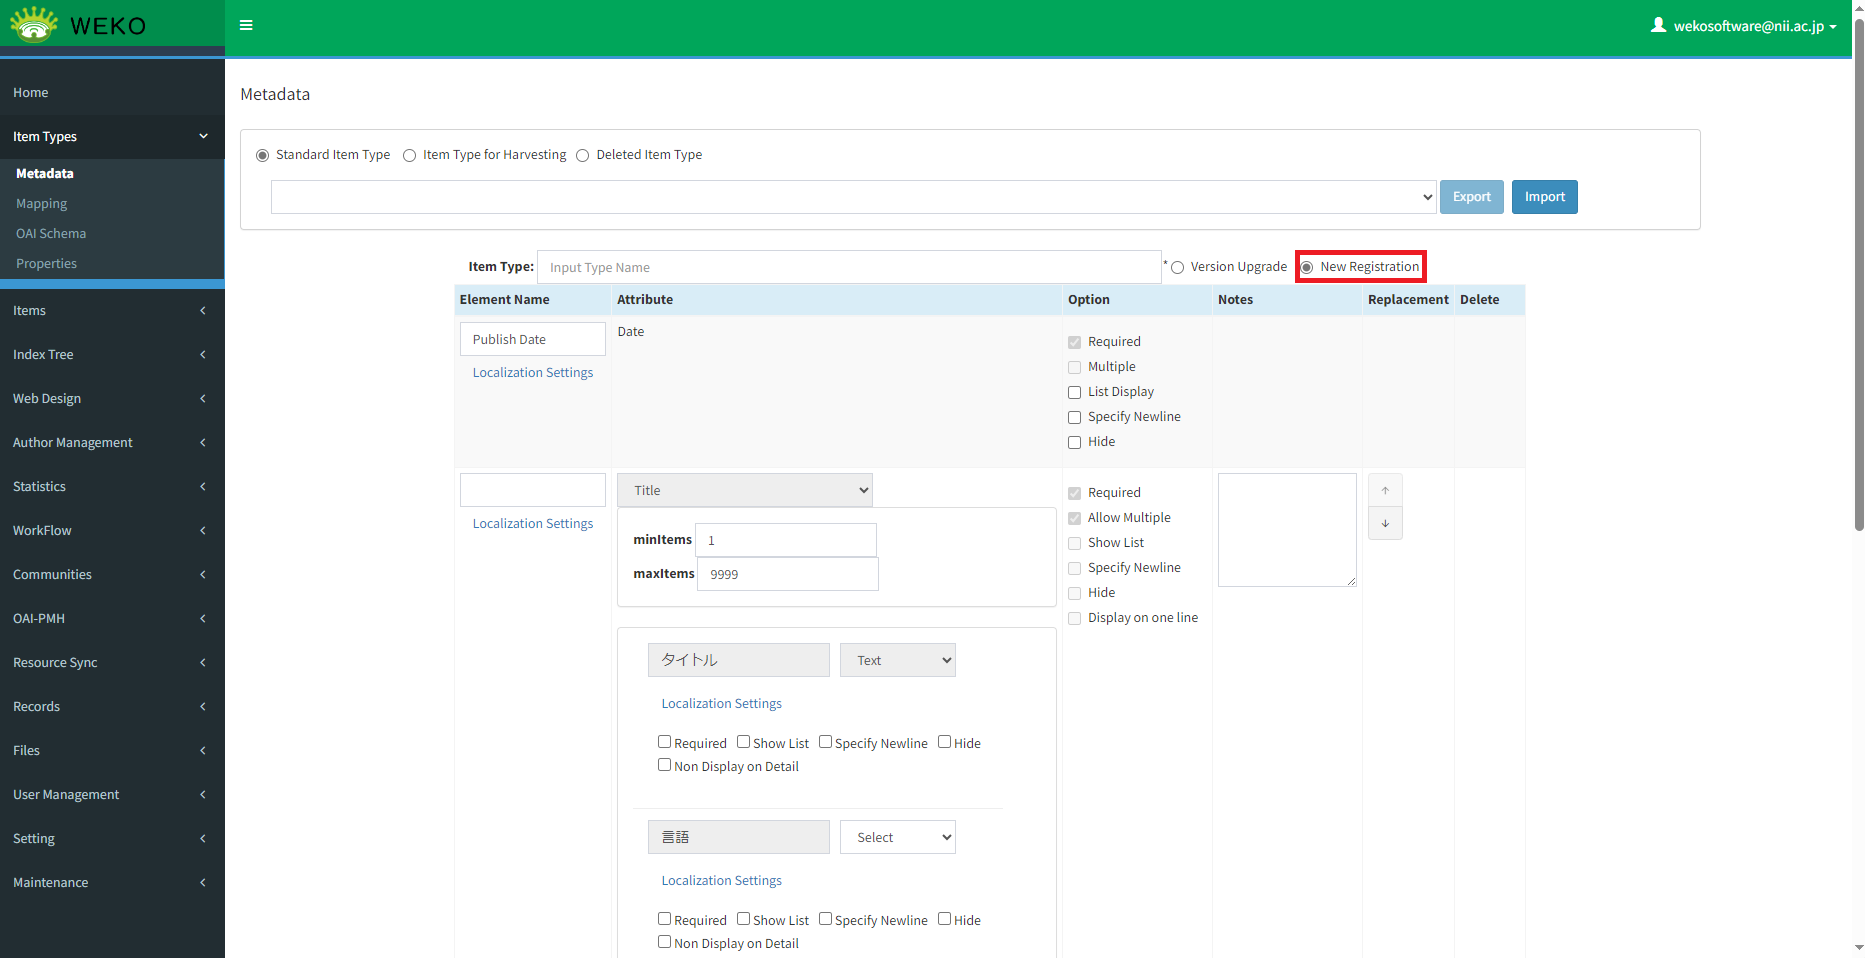 WEKO
wekosoftware@nii.ac.jp
Home
Item Types
Metadata
Mapping
OAI Schema
Properties
Items
Index Tree
Web Design
Author Management
Statistics
WorkFlow
Communities
OAI-PMH
Resource Sync
Records
Files
User Management
Setting
Maintenance
Metadata
Standard Item Type Item Type for Harvesting Deleted Item Type
Export Import
Item Type: Input Type Name * Version Upgrade New Registration
Element Name Attribute Option Notes Replacement Delete
Publish Date
Localization Settings
Date
Required
Multiple
List Display
Specify Newline
Hide
Localization Settings
Title
minItems 1
maxItems 9999
Required
Allow Multiple
Show List
Specify Newline
Hide
Display on one line
タイトル Text
Localization Settings
Required Show List Specify Newline Hide
Non Display on Detail
言語 Select
Localization Settings
Required Show List Specify Newline Hide
Non Display on Detail